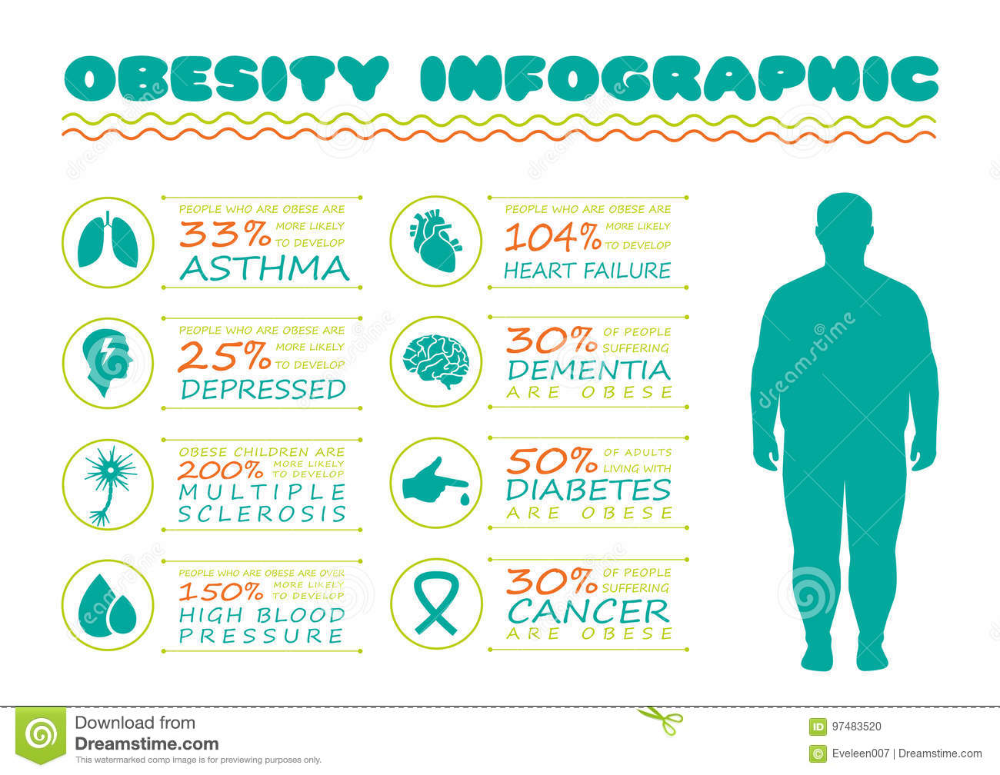 OBESITY INFOGRAPHIC
PEOPLE WHO ARE OBESE ARE
33% MORE LIKELY
TO DEVELOP
ASTHMA
PEOPLE WHO ARE OBESE ARE
25% MORE LIKELY
TO DEVELOP
DEPRESSED
OBESE CHILDREN ARE
200% MORE LIKELY
TO DEVELOP
MULTIPLE
SCLEROSIS
PEOPLE WHO ARE OBESE ARE OVER
150% MORE LIKELY
TO DEVELOP
HIGH BLOOD
PRESSURE
PEOPLE WHO ARE OBESE ARE
104% MORE LIKELY
TO DEVELOP
HEART FAILURE
30% OF PEOPLE
SUFFERING
DEMENTIA
ARE OBESE
50% OF ADULTS
LIVING WITH
DIABETES
ARE OBESE
30% OF PEOPLE
SUFFERING
CANCER
ARE OBESE
Download from
Dreamstime.com
This watermarked comp image is for previewing purposes only.
ID 97483520
© Eveleen007 | Dreamstime.com